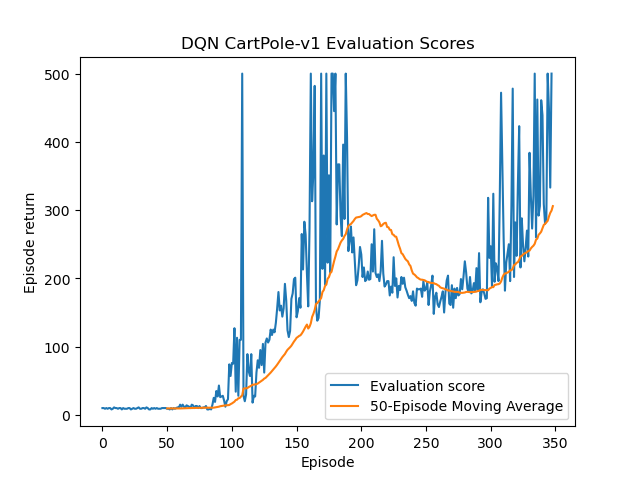 DQN CartPole-v1 Evaluation Scores
500
400
300
200
100
0
Episode return
Evaluation score
50-Episode Moving Average
0 50 100 150 200 250 300 350
Episode